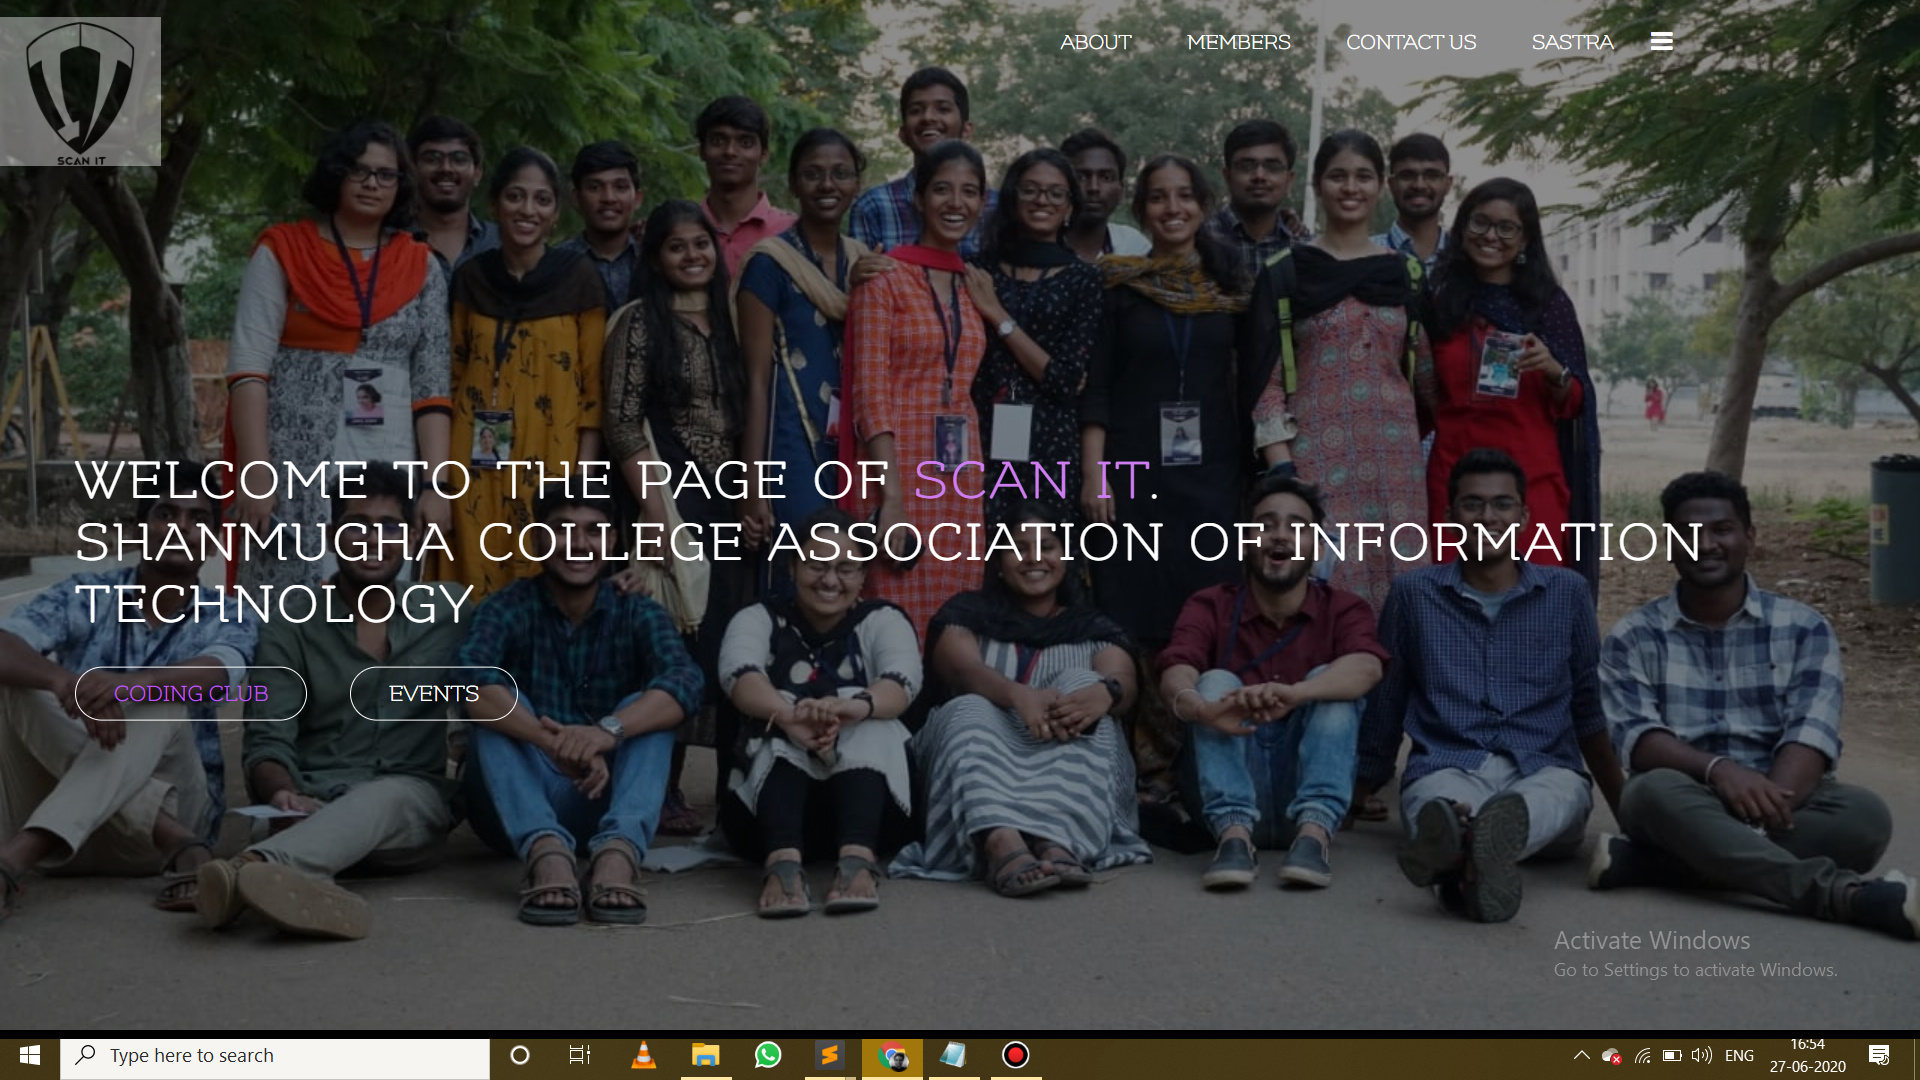 SCAN IT
ABOUT MEMBERS CONTACT US SASTRA
WELCOME TO THE PAGE OF SCAN IT.
SHANMUGHA COLLEGE ASSOCIATION OF INFORMATION
TECHNOLOGY
CODING CLUB EVENTS
Activate Windows
Go to Settings to activate Windows.
Type here to search
ENG
16:54
27-06-2020